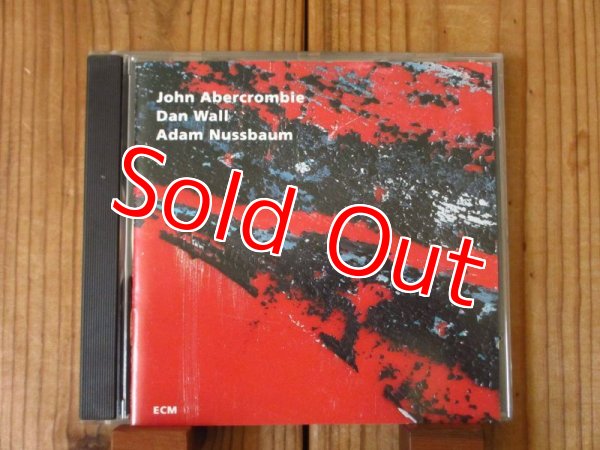 John Abercrombie
Dan Wall
Adam Nussbaum
Sold Out
ECM